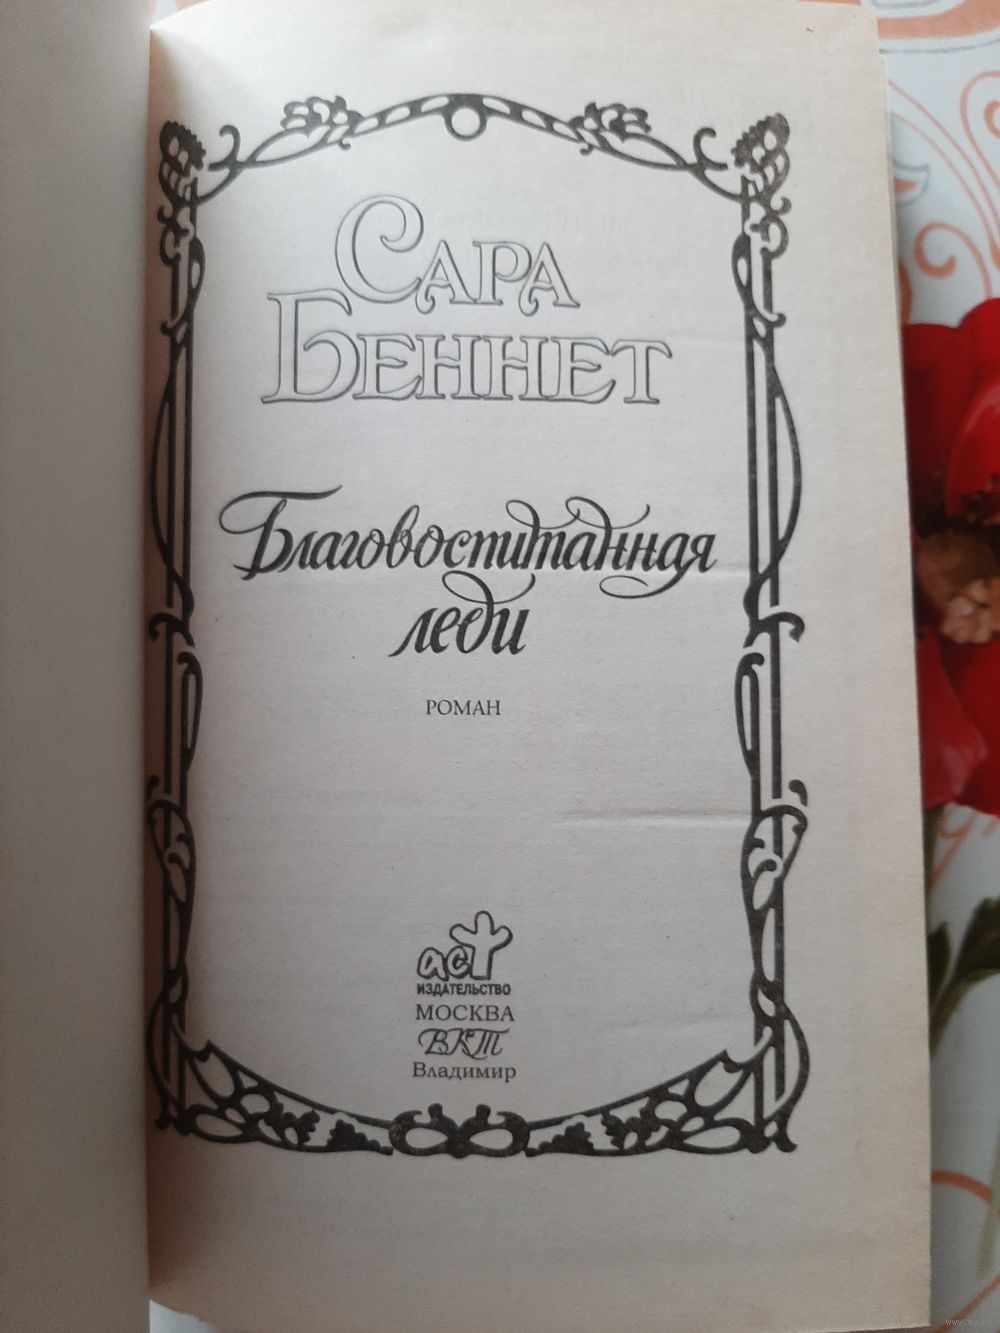 Сара
Беннет
Благовоспитанная
леди
РОМАН
аст
ИЗДАТЕЛЬСТВО
МОСКВА
ВКТ
Владимир